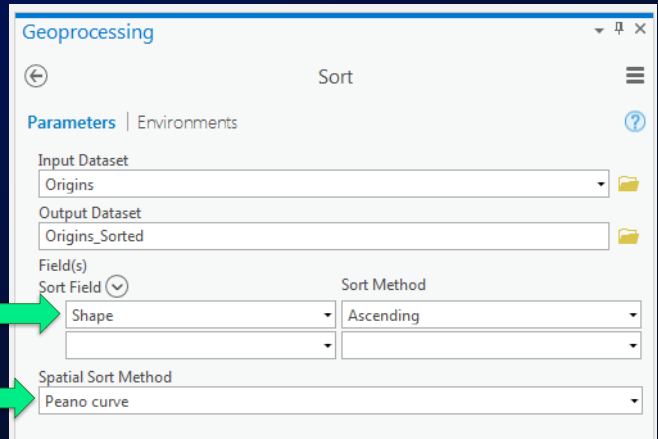 Geoprocessing
Sort
Parameters | Environments
Input Dataset
Origins
Output Dataset
Origins_Sorted
Field(s)
Sort Field Sort Method
Shape Ascending
Spatial Sort Method
Peano curve